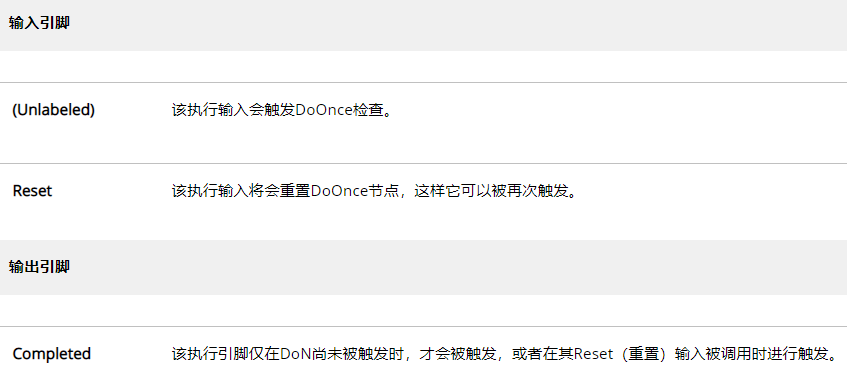 输入引脚
(Unlabeled) 该执行输入会触发DoOnce检查。
Reset 该执行输入将会重置DoOnce节点，这样它可以被再次触发。
输出引脚
Completed 该执行引脚仅在DoN尚未被触发时，才会被触发，或者在其Reset（重置）输入被调用时进行触发。